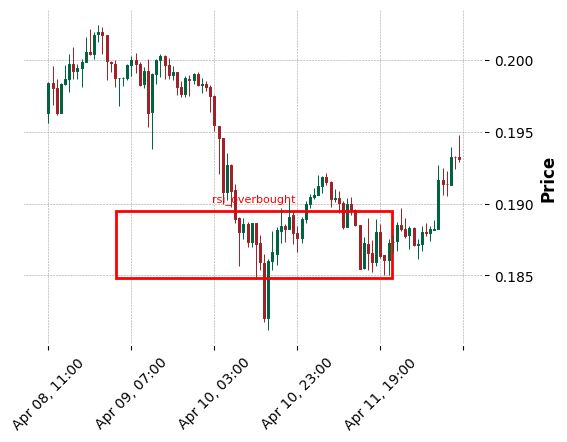 0.200
0.195
rsi_overbought
0.190
0.185
Price
Apr 08, 11:00
Apr 09, 07:00
Apr 10, 03:00
Apr 10, 23:00
Apr 11, 19:00